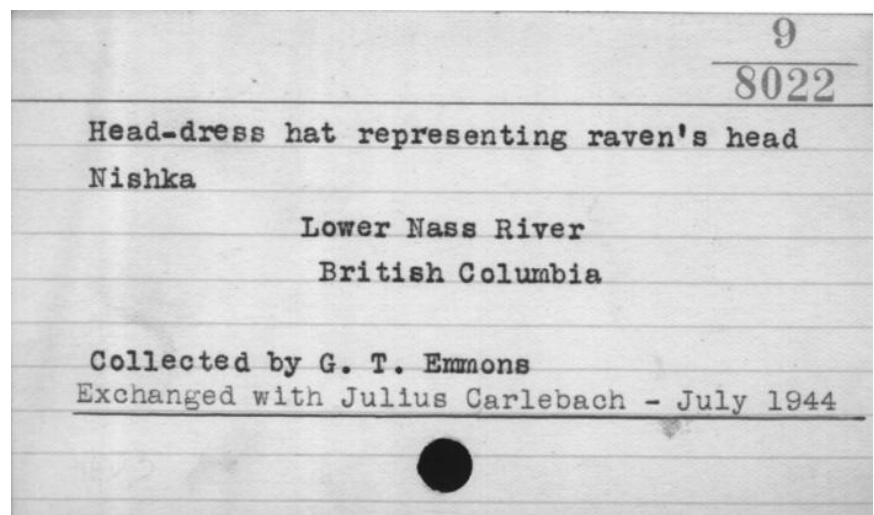 9
8022
Head-dress hat representing raven's head
Nishka
Lower Nass River
British Columbia
Collected by G. T. Emmons
Exchanged with Julius Carlebach - July 1944